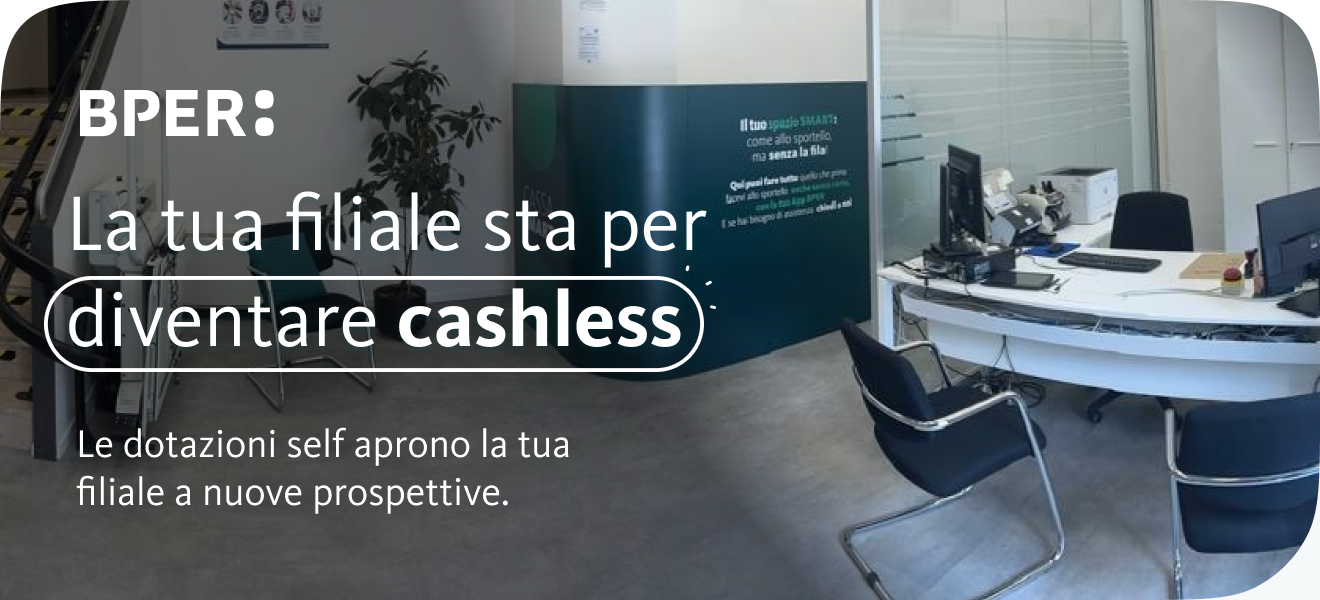 BPER:
La tua filiale sta per
diventare cashless
Le dotazioni self aprono la tua
filiale a nuove prospettive.
Il tuo spazio SMART:
come allo sportello,
ma senza la fila!
Qui puoi fare tutto quello che prima
facevi allo sportello, anche senza carta,
con la tua App BPER.
E se hai bisogno di assistenza chiedi a noi!